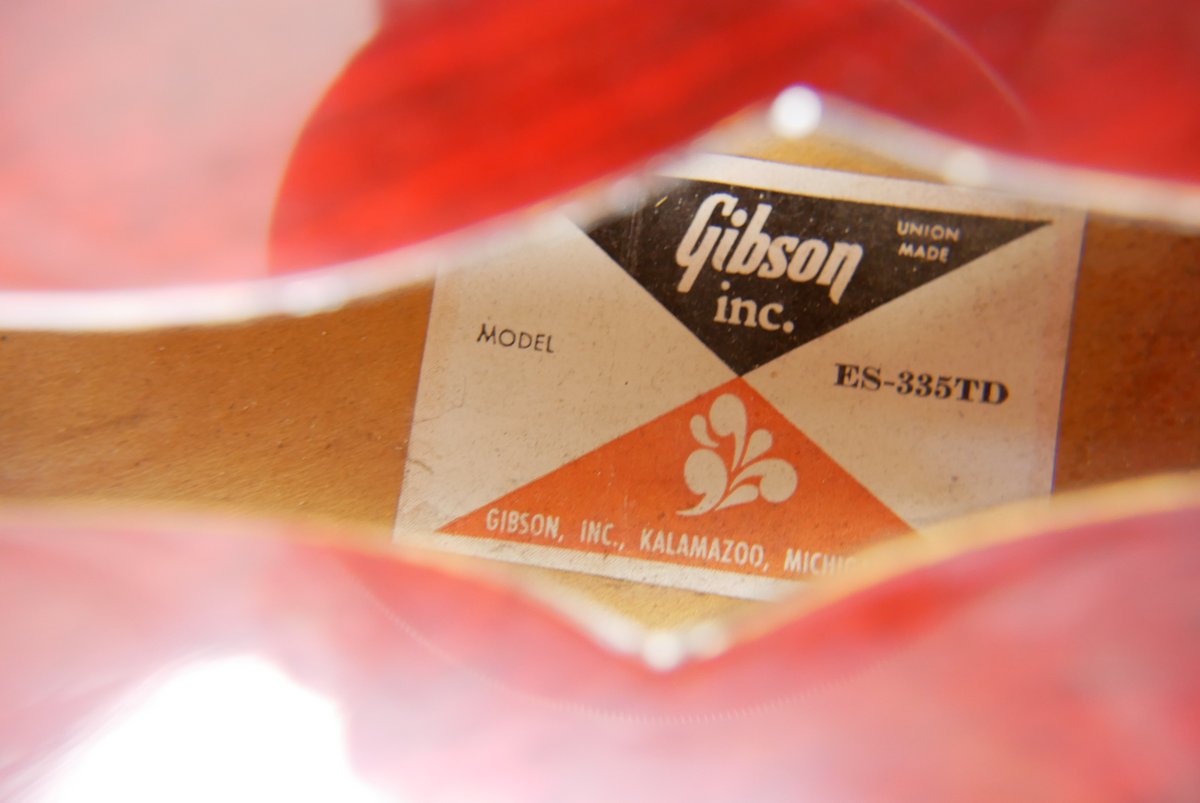 Gibson
inc.
UNION
MADE
MODEL
ES-335TD
GIBSON, INC., KALAMAZOO,